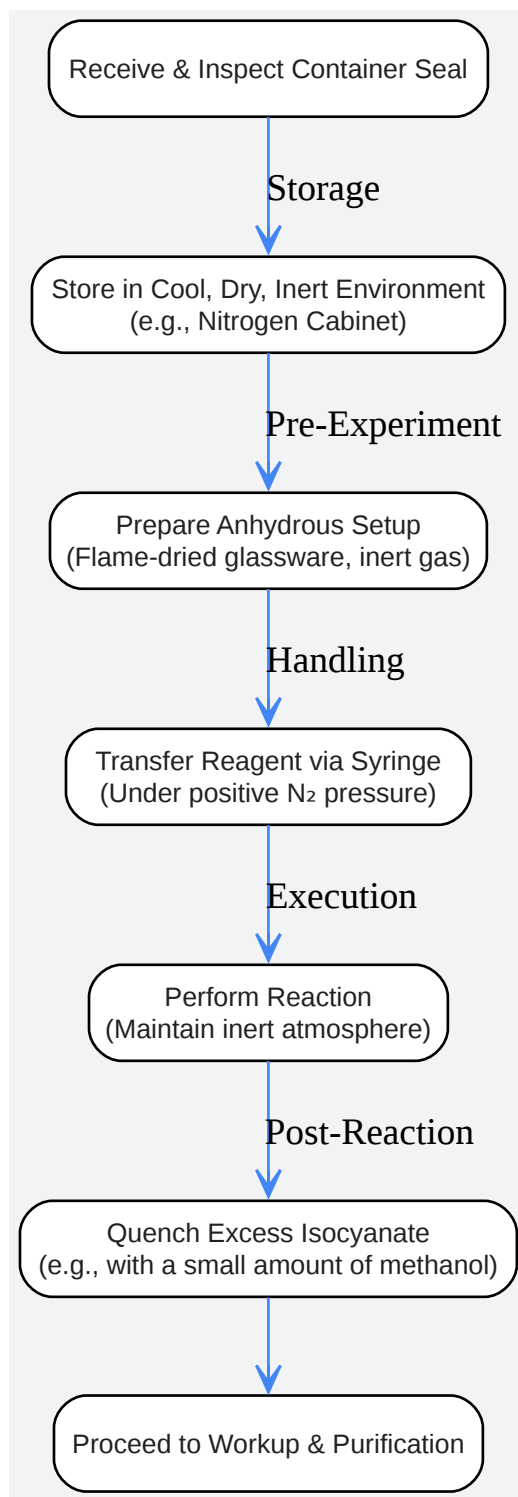 Receive & Inspect Container Seal
Storage
Store in Cool, Dry, Inert Environment
(e.g., Nitrogen Cabinet)
Pre-Experiment
Prepare Anhydrous Setup
(Flame-dried glassware, inert gas)
Handling
Transfer Reagent via Syringe
(Under positive N₂ pressure)
Execution
Perform Reaction
(Maintain inert atmosphere)
Post-Reaction
Quench Excess Isocyanate
(e.g., with a small amount of methanol)
Proceed to Workup & Purification